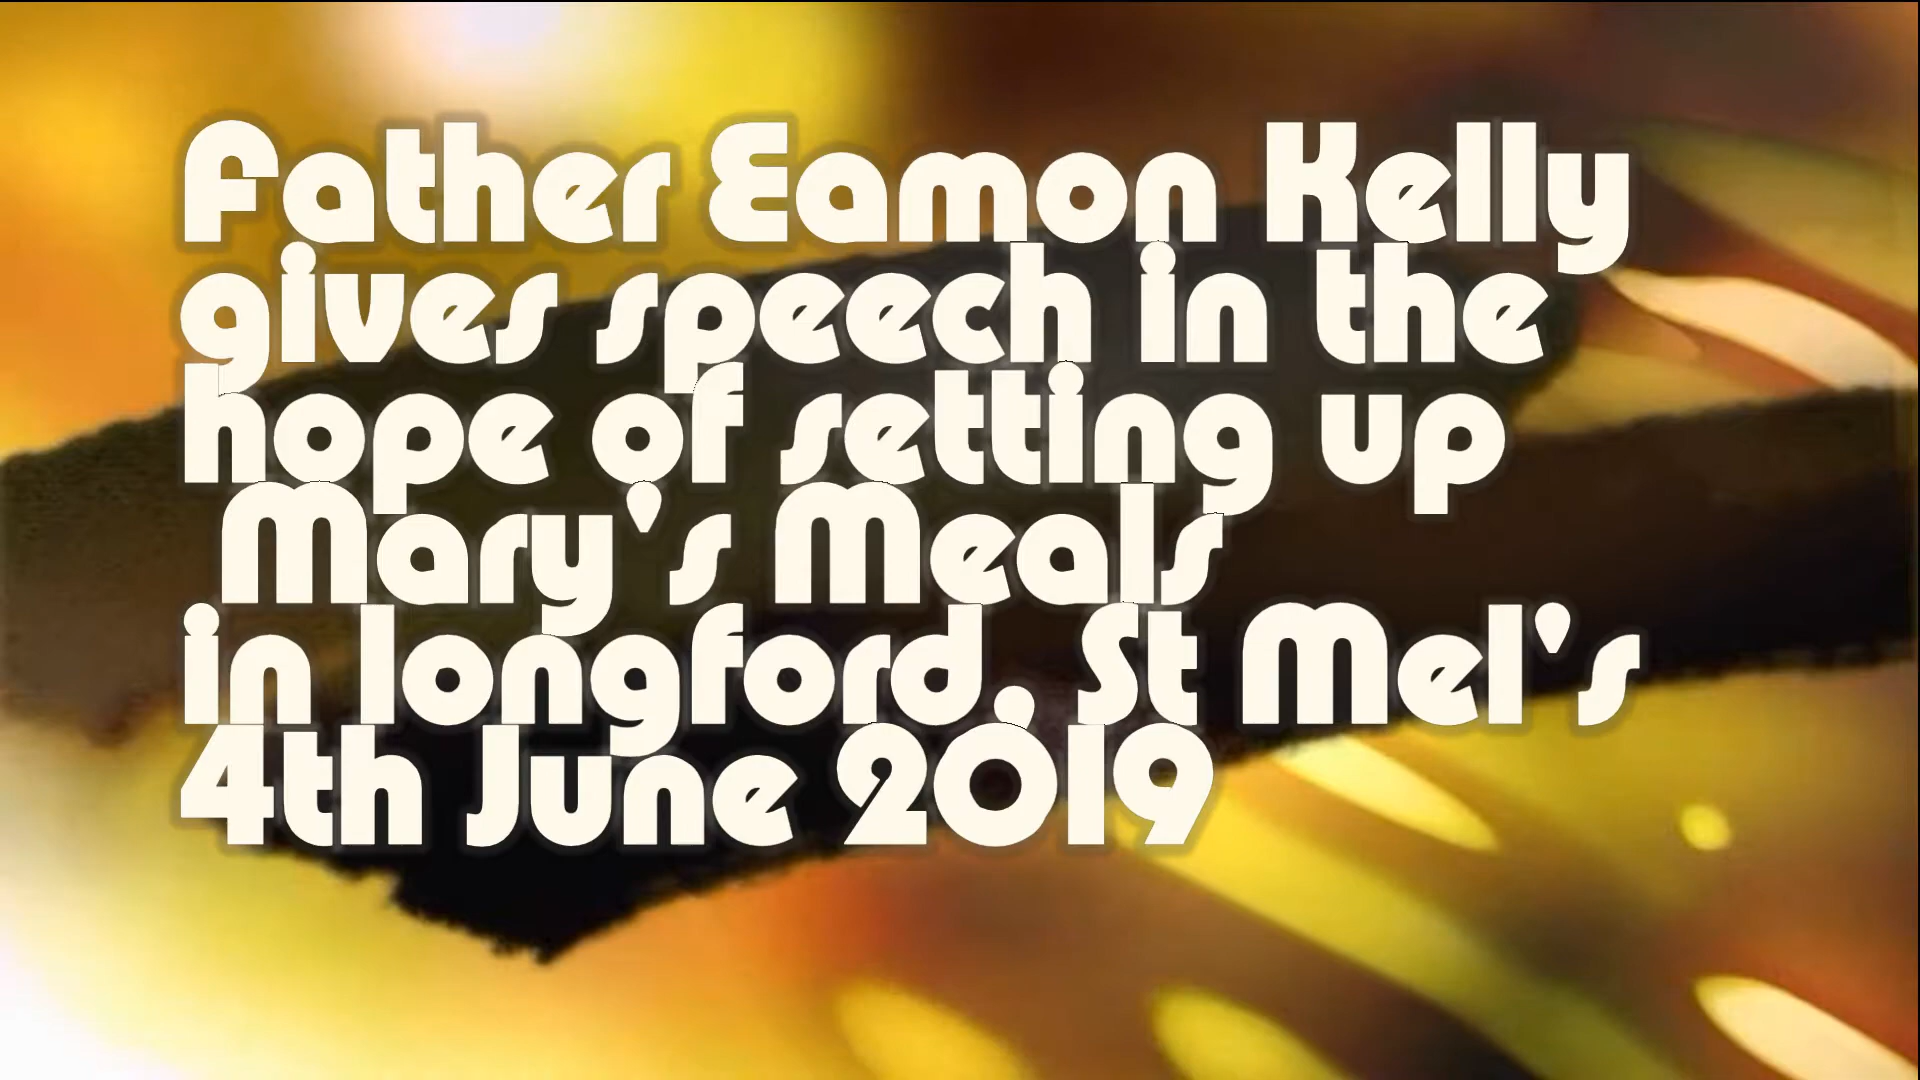 Father Eamon Kelly
gives speech in the
hope of setting up
Mary's Meals
in longford, St Mel's
4th June 2019